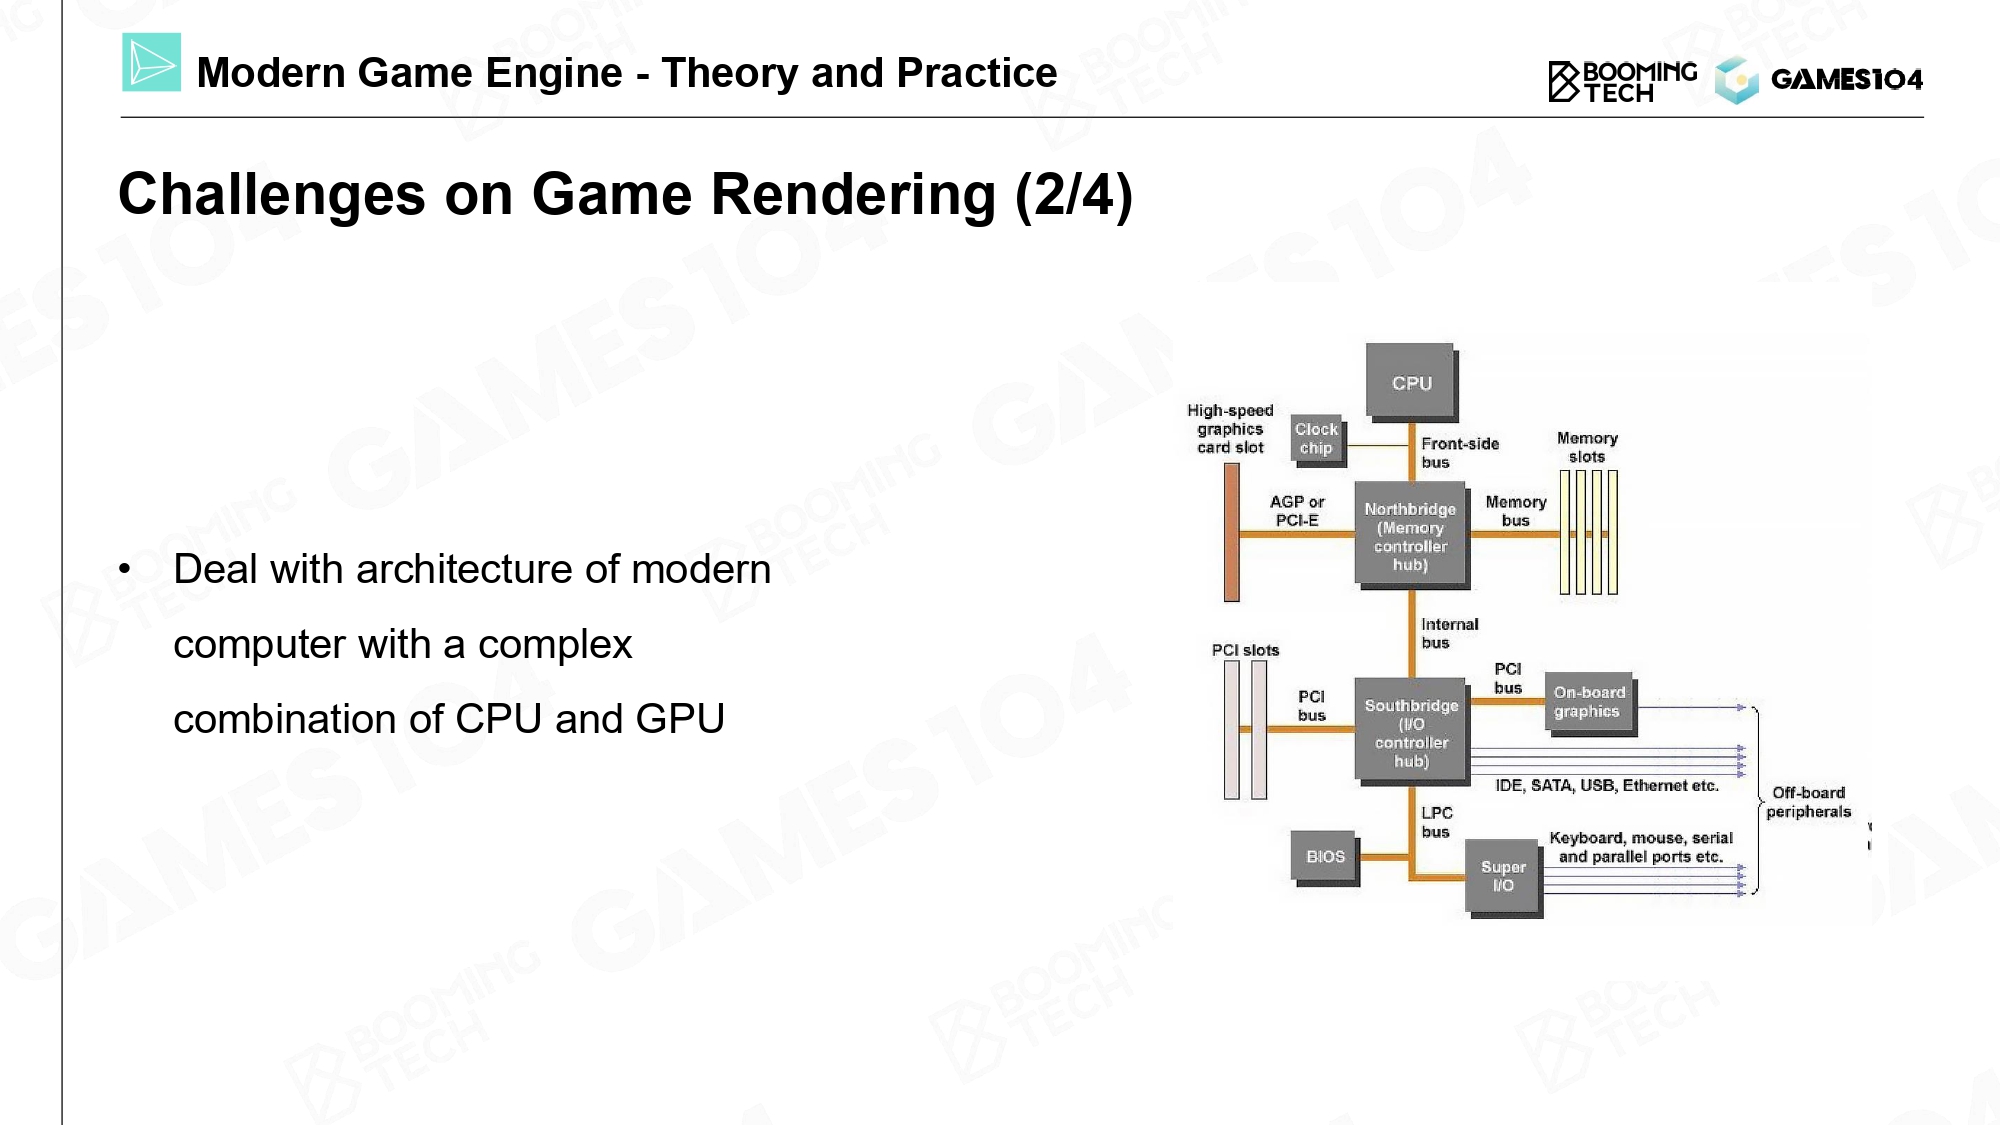 Modern Game Engine - Theory and Practice
BOOMING
TECH
GAMES104
Challenges on Game Rendering (2/4)
• Deal with architecture of modern
computer with a complex
combination of CPU and GPU
CPU
High-speed
graphics
card slot
Clock
chip
Front-side
bus
Memory
slots
AGP or
PCI-E
Northbridge
(Memory
controller
hub)
Memory
bus
Internal
bus
PCI slots
PCI
bus
Southbridge
(I/O
controller
hub)
PCI
bus
On-board
graphics
IDE, SATA, USB, Ethernet etc.
Off-board
peripherals
LPC
bus
BIOS
Super
I/O
Keyboard, mouse, serial
and parallel ports etc.